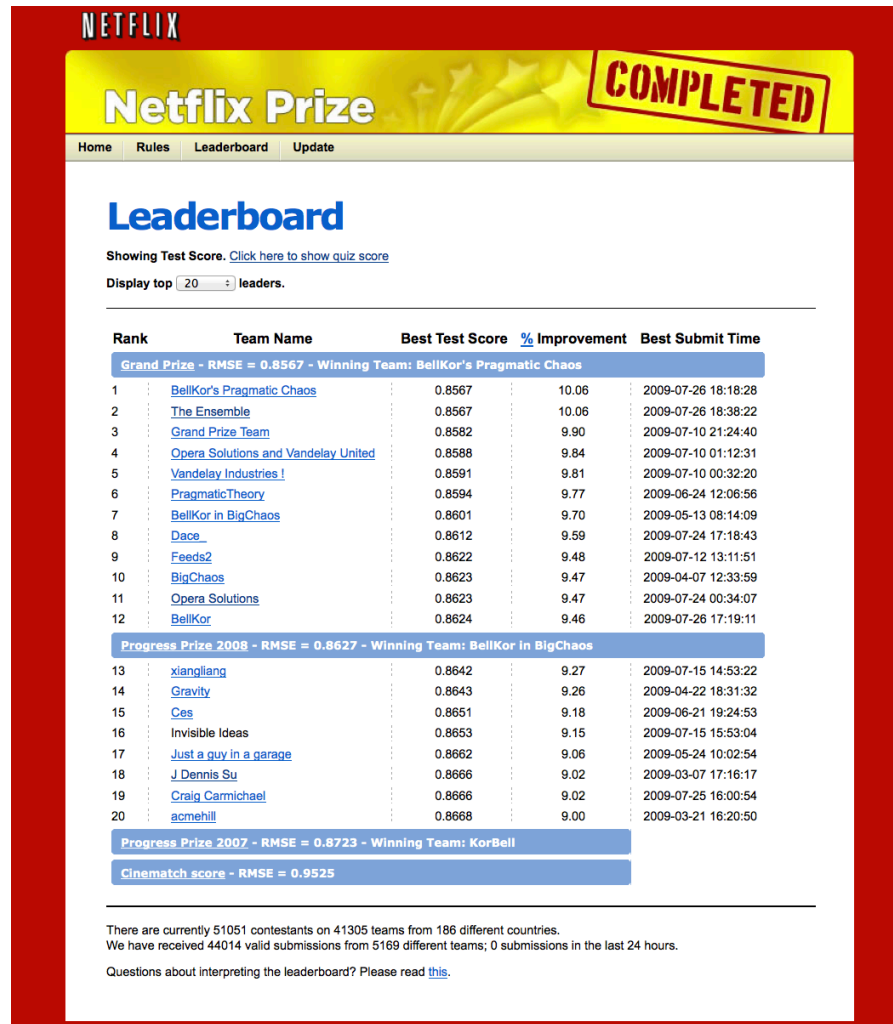 NETFLIX
Netflix Prize
COMPLETED
Home Rules Leaderboard Update
Leaderboard
Showing Test Score. Click here to show quiz score
Display top 20 leaders.
Rank Team Name Best Test Score % Improvement Best Submit Time
Grand Prize - RMSE = 0.8567 - Winning Team: BellKor's Pragmatic Chaos
1 BellKor's Pragmatic Chaos 0.8567 10.06 2009-07-26 18:18:28
2 The Ensemble 0.8567 10.06 2009-07-26 18:38:22
3 Grand Prize Team 0.8582 9.90 2009-07-10 21:24:40
4 Opera Solutions and Vandelay United 0.8588 9.84 2009-07-10 01:12:31
5 Vandelay Industries ! 0.8591 9.81 2009-07-10 00:32:20
6 PragmaticTheory 0.8594 9.77 2009-06-24 12:06:56
7 BellKor in BigChaos 0.8601 9.70 2009-05-13 08:14:09
8 Dace_ 0.8612 9.59 2009-07-24 17:18:43
9 Feeds2 0.8622 9.48 2009-07-12 13:11:51
10 BigChaos 0.8623 9.47 2009-04-07 12:33:59
11 Opera Solutions 0.8623 9.47 2009-07-24 00:34:07
12 BellKor 0.8624 9.46 2009-07-26 17:19:11
Progress Prize 2008 - RMSE = 0.8627 - Winning Team: BellKor in BigChaos
13 xiangliang 0.8642 9.27 2009-07-15 14:53:22
14 Gravity 0.8643 9.26 2009-04-22 18:31:32
15 Ces 0.8651 9.18 2009-06-21 19:24:53
16 Invisible Ideas 0.8653 9.15 2009-07-15 15:53:04
17 Just a guy in a garage 0.8662 9.06 2009-05-24 10:02:54
18 J Dennis Su 0.8666 9.02 2009-03-07 17:16:17
19 Craig Carmichael 0.8666 9.02 2009-07-25 16:00:54
20 acmehill 0.8668 9.00 2009-03-21 16:20:50
Progress Prize 2007 - RMSE = 0.8723 - Winning Team: KorBell
Cinematch score - RMSE = 0.9525
There are currently 51051 contestants on 41305 teams from 186 different countries.
We have received 44014 valid submissions from 5169 different teams; 0 submissions in the last 24 hours.
Questions about interpreting the leaderboard? Please read this.